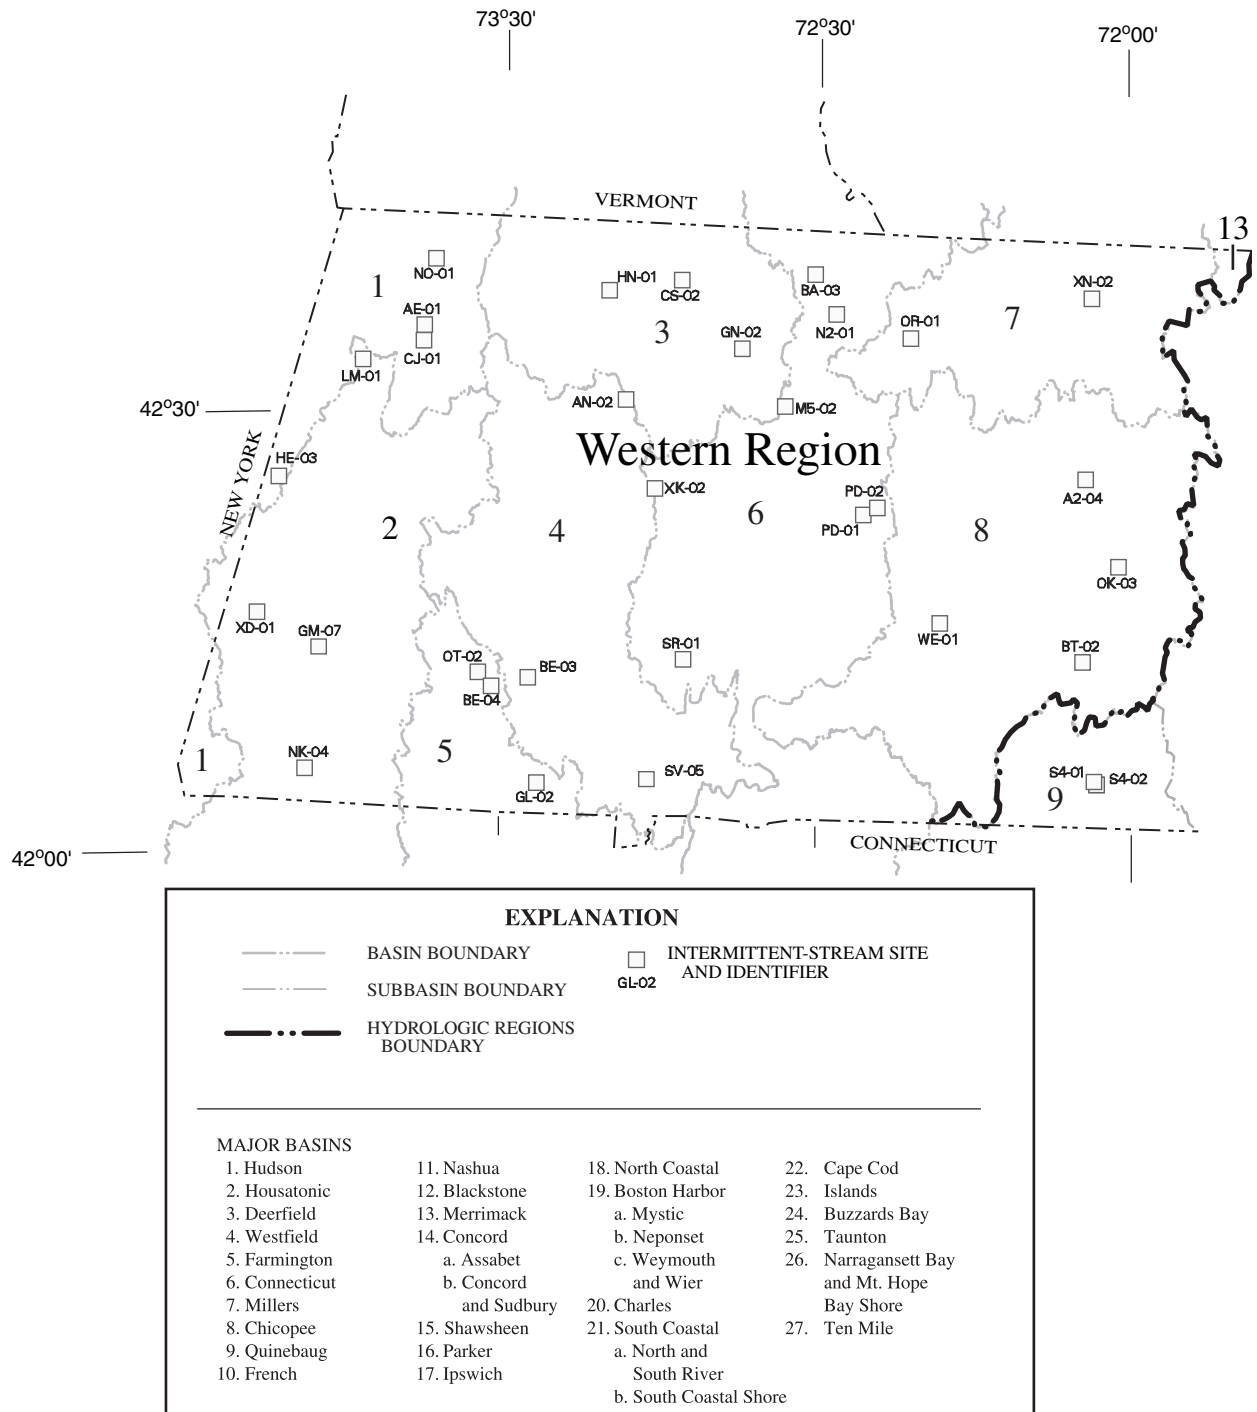 73°30'
72°30'
72°00'
VERMONT
13
NO-01
1
HN-01
CS-02
BA-03
XN-02
AE-01
3
N2-01
OR-01
7
GN-02
CJ-01
LM-01
AN-02
M5-02
42°30'
NEW YORK
Western Region
HE-03
XK-02
PD-02
A2-04
2
4
6
PD-01
8
OK-03
XD-01
GM-07
WE-01
SR-01
BT-02
OT-02
BE-03
BE-04
1
NK-04
5
SV-05
GL-02
S4-01
S4-02
9
CONNECTICUT
42°00'
EXPLANATION
BASIN BOUNDARY
SUBBASIN BOUNDARY
HYDROLOGIC REGIONS
BOUNDARY
GL-02
INTERMITTENT-STREAM SITE
AND IDENTIFIER
MAJOR BASINS
1. Hudson
2. Housatonic
3. Deerfield
4. Westfield
5. Farmington
6. Connecticut
7. Millers
8. Chicopee
9. Quinebaug
10. French
11. Nashua
12. Blackstone
13. Merrimack
14. Concord
a. Assabet
b. Concord
and Sudbury
15. Shawsheen
16. Parker
17. Ipswich
18. North Coastal
19. Boston Harbor
a. Mystic
b. Neponset
c. Weymouth
and Wier
20. Charles
21. South Coastal
a. North and
South River
b. South Coastal Shore
22. Cape Cod
23. Islands
24. Buzzards Bay
25. Taunton
26. Narragansett Bay
and Mt. Hope
Bay Shore
27. Ten Mile